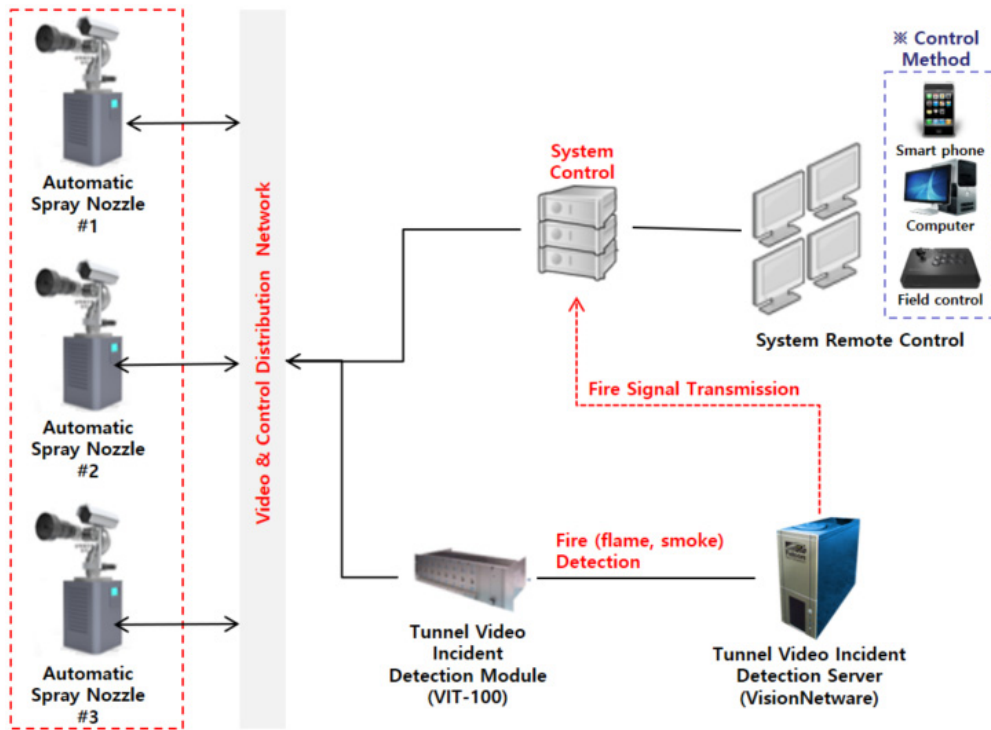 Automatic
Spray Nozzle
#1
Automatic
Spray Nozzle
#2
Automatic
Spray Nozzle
#3
Video & Control Distribution Network
System
Control
※ Control
Method
Smart phone
Computer
Field control
System Remote Control
Fire Signal Transmission
Fire (flame, smoke)
Detection
Tunnel Video
Incident
Detection Module
(VIT-100)
Tunnel Video Incident
Detection Server
(VisionNetware)